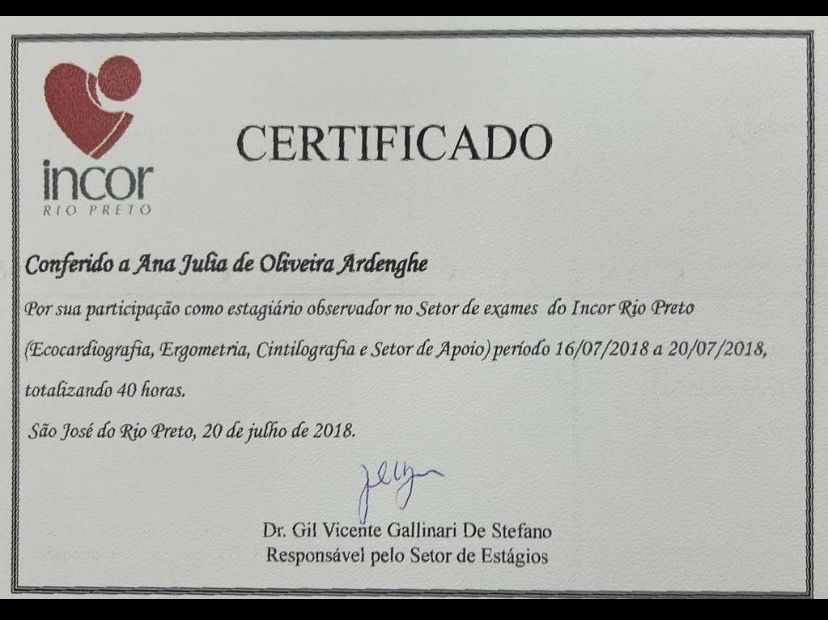 incor
RIO PRETO
CERTIFICADO
Conferido a Ana Julia de Oliveira Ardenghe
Por sua participação como estagiário observador no Setor de exames do Incor Rio Preto
(Ecocardiografia, Ergometria, Cintilografia e Setor de Apoio) período 16/07/2018 a 20/07/2018,
totalizando 40 horas.
São José do Rio Preto, 20 de julho de 2018.
Dr. Gil Vicente Gallinari De Stefano
Responsável pelo Setor de Estágios